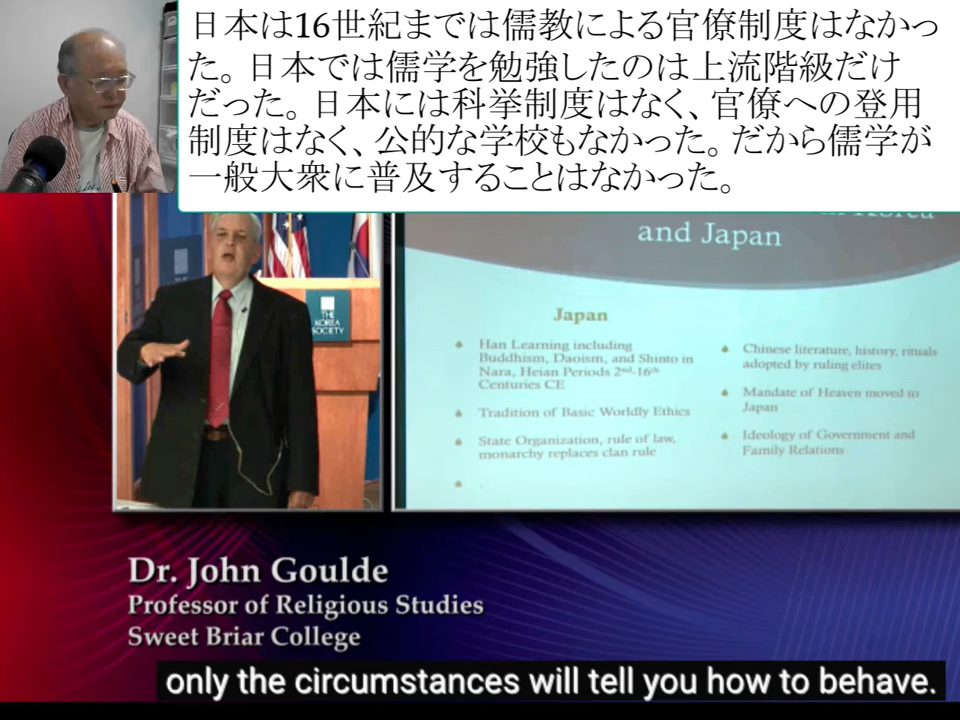 日本は16世紀までは儒教による官僚制度はなかっ
た。日本では儒学を勉強したのは上流階級だけ
だった。日本には科挙制度はなく、官僚への登用
制度はなく、公的な学校もなかった。だから儒学が
一般大衆に普及することはなかった。
THE
KOREA
SOCIETY
in Korea
and Japan
Japan
Han Learning including
Buddhism, Daoism, and Shinto in
Nara, Heian Periods 2nd-16th
Centuries CE
Tradition of Basic Worldly Ethics
State Organization, rule of law,
monarchy replaces clan rule
Chinese literature, history, rituals
adopted by ruling elites
Mandate of Heaven moved to
Japan
Ideology of Government and
Family Relations
Dr. John Goulde
Professor of Religious Studies
Sweet Briar College
only the circumstances will tell you how to behave.